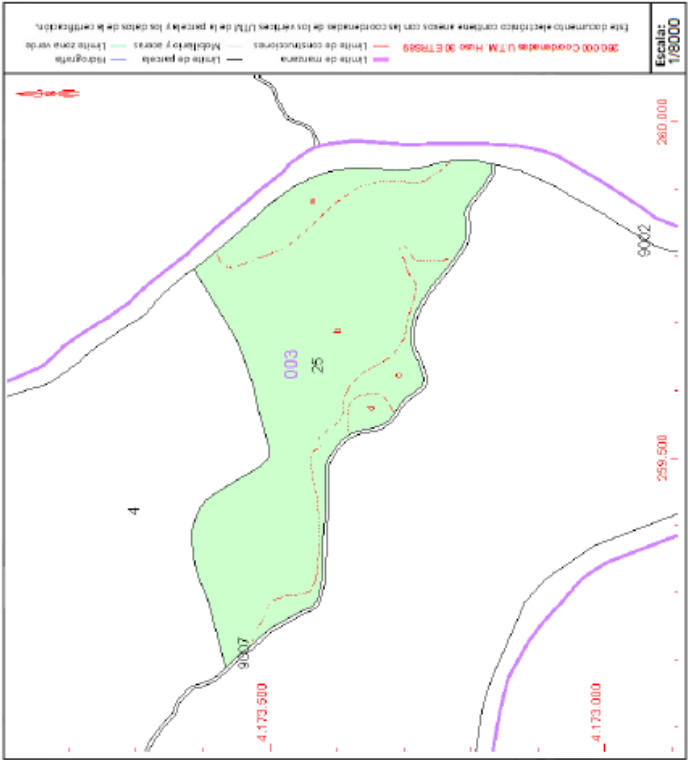 Escala:
1/8000
Este documento electrónico contiene anexos con las coordenadas de los vértices UTM de la parcela y los datos de la certificación.
260.000 Coordenadas U.T.M. Huso 30 ETRS89
Límite de manzana
Límite de construcciones
Límite de parcela
Mobiliario y aceras
Hidrografía
Límite zona verde
260.000
9002
a
b
003
25
c
d
259.500
4
9007
4.173.500
4.173.000